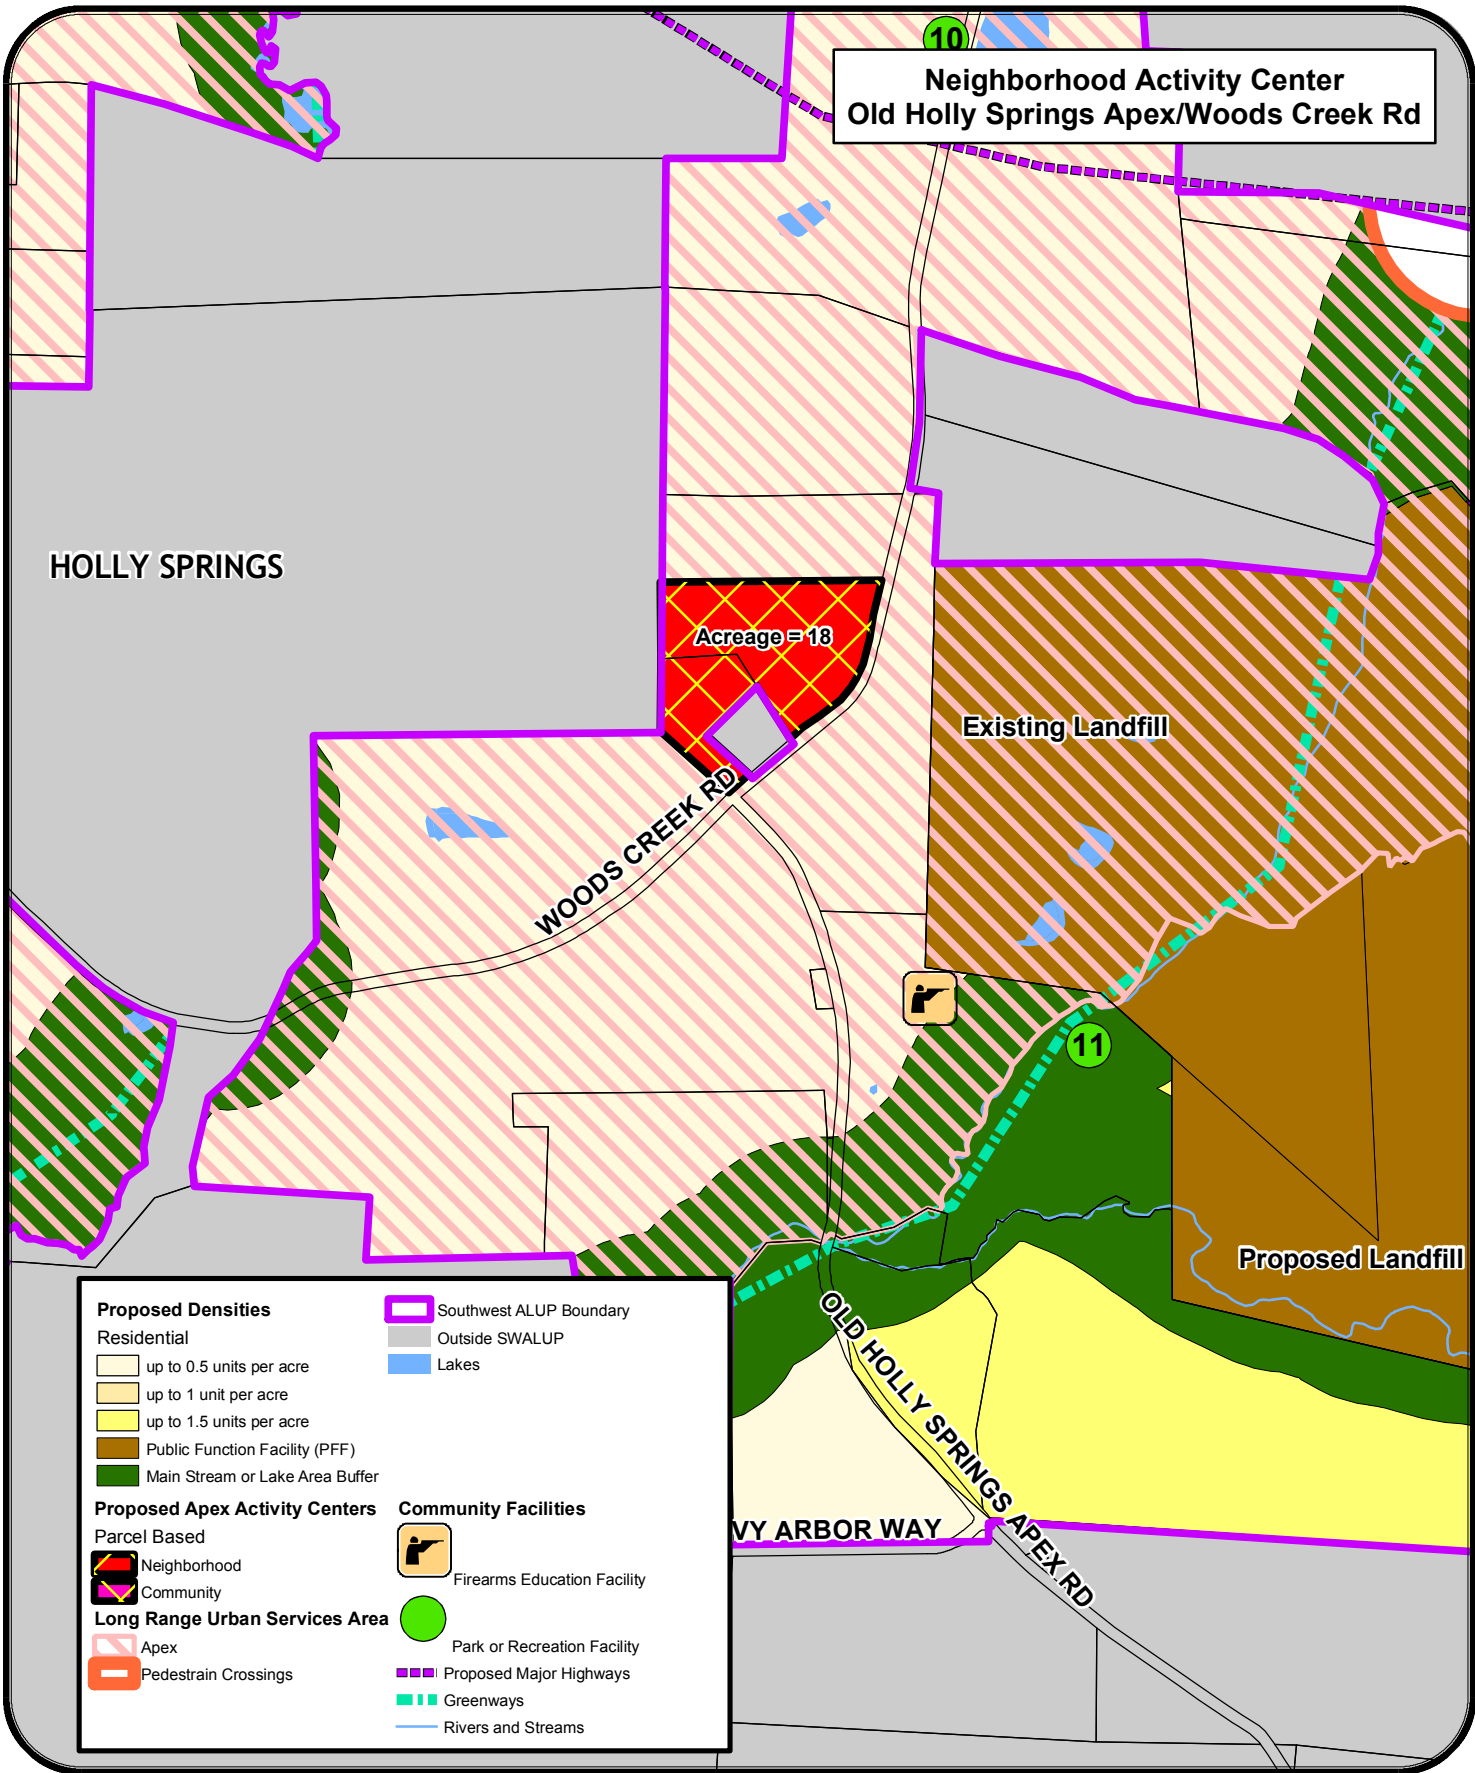 10
Neighborhood Activity Center
Old Holly Springs Apex/Woods Creek Rd
HOLLY SPRINGS
Acreage = 18
Existing Landfill
WOODS CREEK RD
11
Proposed Landfill
OLD HOLLY SPRINGS APEX RD
VY ARBOR WAY
Proposed Densities
Residential
up to 0.5 units per acre
up to 1 unit per acre
up to 1.5 units per acre
Public Function Facility (PFF)
Main Stream or Lake Area Buffer
Proposed Apex Activity Centers
Parcel Based
Neighborhood
Community
Long Range Urban Services Area
Apex
Pedestrain Crossings
Southwest ALUP Boundary
Outside SWALUP
Lakes
Community Facilities
Firearms Education Facility
Park or Recreation Facility
Proposed Major Highways
Greenways
Rivers and Streams